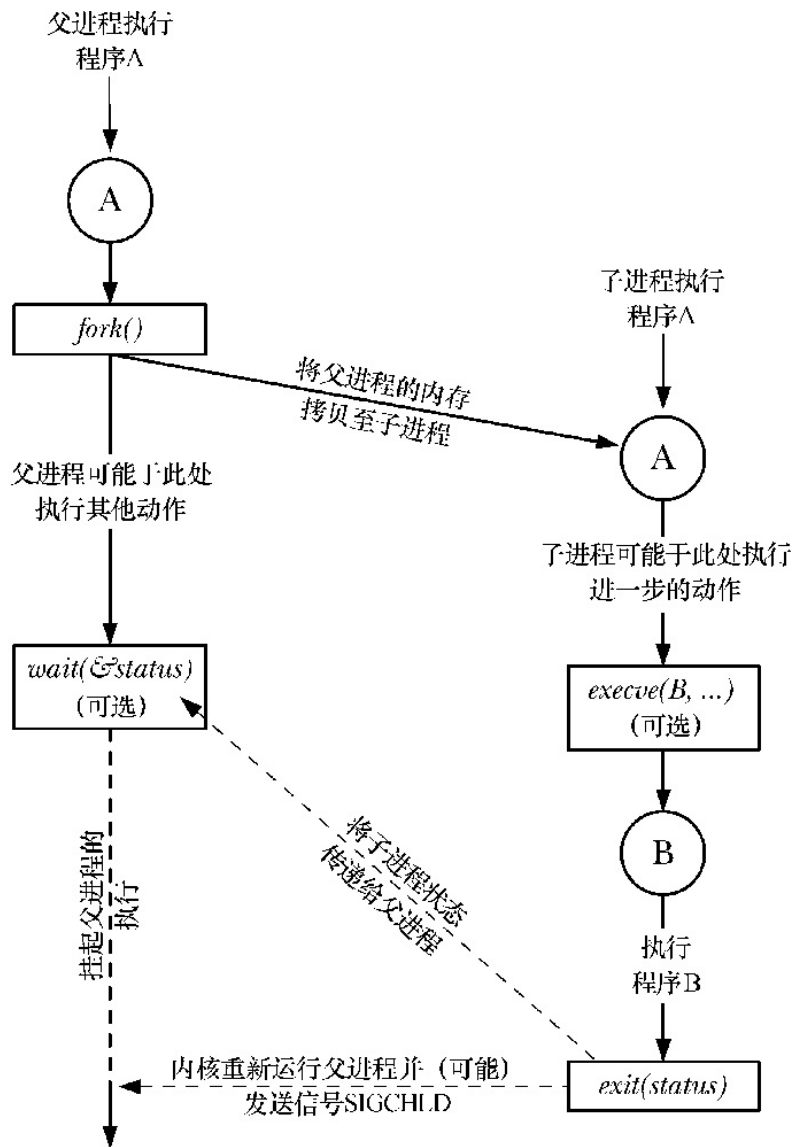 父进程执行
程序A
A
fork()
子进程执行
程序A
将父进程的内存
拷贝至子进程
A
父进程可能于此处
执行其他动作
子进程可能于此处执行
进一步的动作
wait(&status)
(可选)
execve(B, ...)
(可选)
B
将子进程状态
传递给父进程
挂起父进程的
执行
执行
程序B
内核重新运行父进程并（可能）
发送信号SIGCHLD
exit(status)